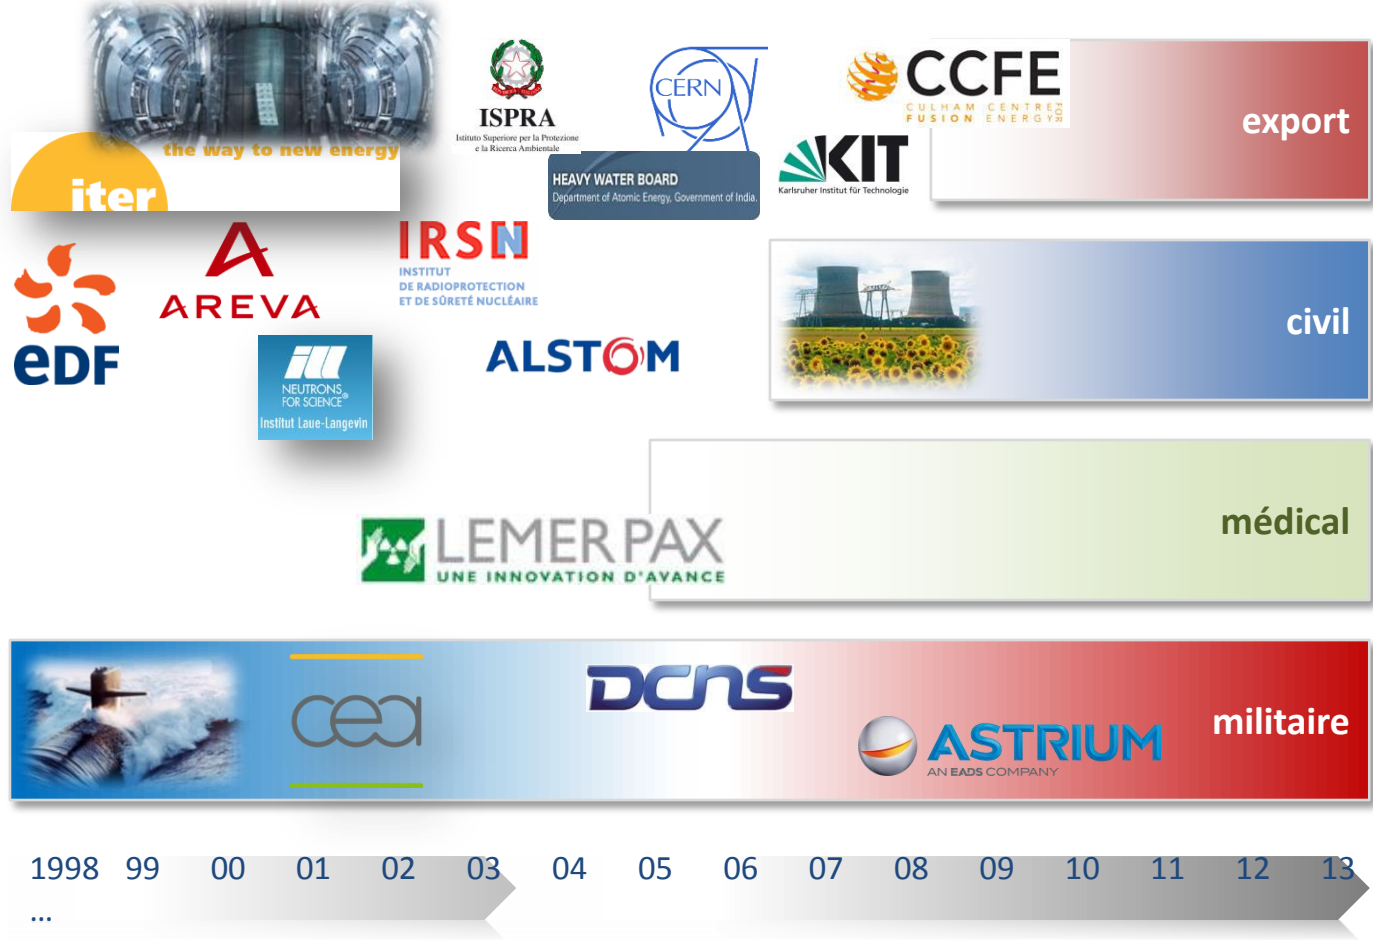 the way to new energy
iter
ISPRA
Istituto Superiore per la Protezione
e la Ricerca Ambientale
CERN
CCFE
CULHAM CENTRE
FUSION ENERGY
FOR
export
HEAVY WATER BOARD
Department of Atomic Energy, Government of India.
KIT
Karlsruher Institut für Technologie
eDF
AREVA
IRSN
INSTITUT
DE RADIOPROTECTION
ET DE SÛRETÉ NUCLÉAIRE
civil
ill
NEUTRONS
FOR SCIENCE®
Institut Laue-Langevin
ALSTOM
médical
LEMER PAX
UNE INNOVATION D'AVANCE
cea
DCNS
ASTRIUM
AN EADS COMPANY
militaire
1998 99 00 01 02 03 04 05 06 07 08 09 10 11 12 13
...